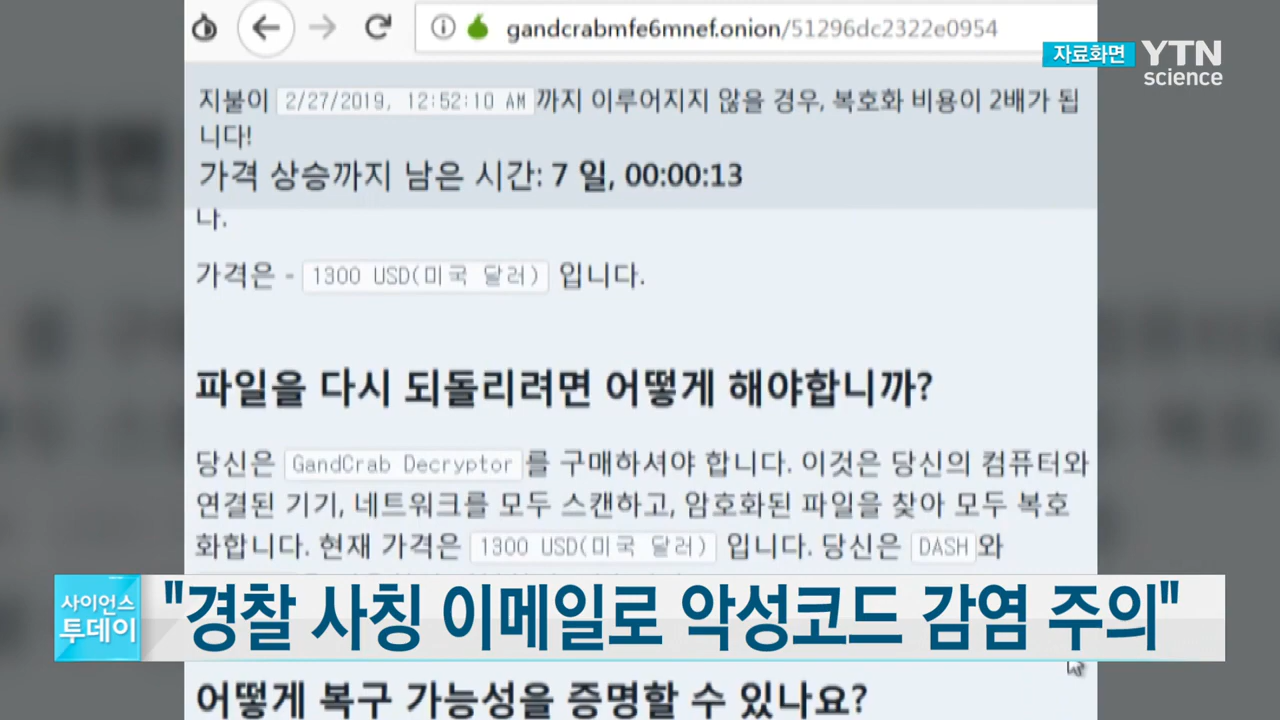 gandcrabmfe6mnef.onion/51296dc2322e0954
자료화면
YTN
science
지불이 2/27/2019, 12:52:10 AM 까지 이루어지지 않을 경우, 복호화 비용이 2배가 됩
니다!
가격 상승까지 남은 시간: 7 일, 00:00:13
나.
가격은 - 1300 USD(미국 달러) 입니다.
파일을 다시 되돌리려면 어떻게 해야합니까?
당신은 GandCrab Decryptor 를 구매하셔야 합니다. 이것은 당신의 컴퓨터와
연결된 기기, 네트워크를 모두 스캔하고, 암호화된 파일을 찾아 모두 복호
화합니다. 현재 가격은 1300 USD(미국 달러) 입니다. 당신은 DASH 와
사이언스
투데이
"경찰 사칭 이메일로 악성코드 감염 주의"
어떻게 복구 가능성을 증명할 수 있나요?